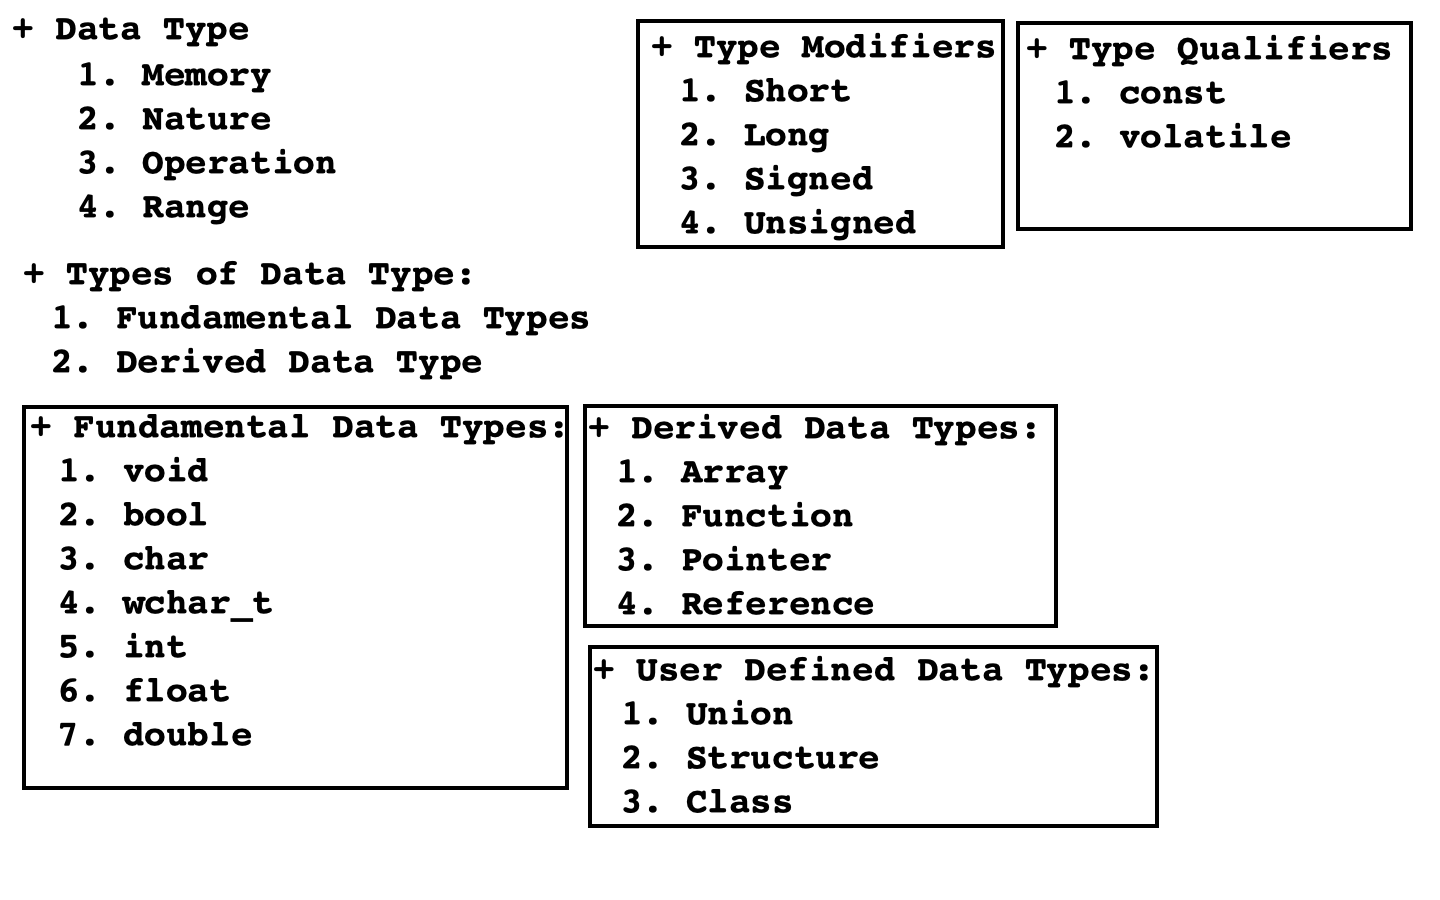 + Data Type
1. Memory
2. Nature
3. Operation
4. Range
+ Type Modifiers
1. Short
2. Long
3. Signed
4. Unsigned
+ Type Qualifiers
1. const
2. volatile
+ Types of Data Type:
1. Fundamental Data Types
2. Derived Data Type
+ Fundamental Data Types:
1. void
2. bool
3. char
4. wchar_t
5. int
6. float
7. double
+ Derived Data Types:
1. Array
2. Function
3. Pointer
4. Reference
+ User Defined Data Types:
1. Union
2. Structure
3. Class